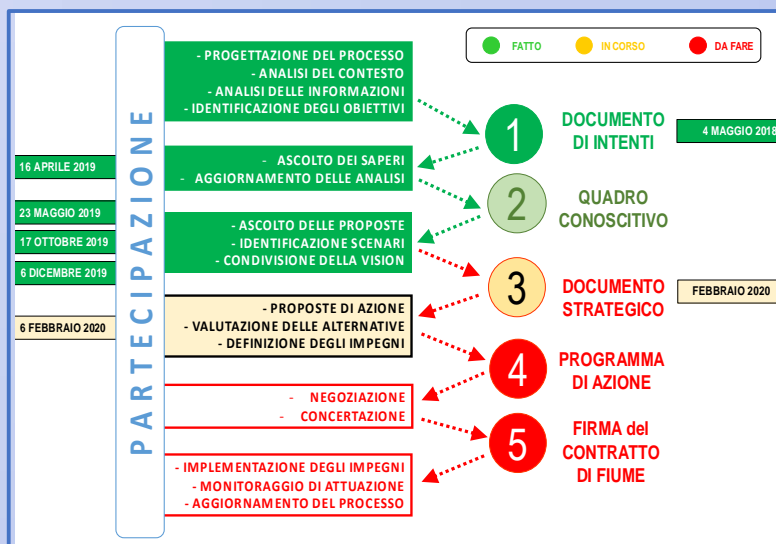 FATTO
IN CORSO
DA FARE
PARTECIPAZIONE
- PROGETTAZIONE DEL PROCESSO
- ANALISI DEL CONTESTO
- ANALISI DELLE INFORMAZIONI
- IDENTIFICAZIONE DEGLI OBIETTIVI
1
DOCUMENTO
DI INTENTI
4 MAGGIO 2018
16 APRILE 2019
- ASCOLTO DEI SAPERI
- AGGIORNAMENTO DELLE ANALISI
2
QUADRO
CONOSCITIVO
23 MAGGIO 2019
17 OTTOBRE 2019
6 DICEMBRE 2019
- ASCOLTO DELLE PROPOSTE
- IDENTIFICAZIONE SCENARI
- CONDIVISIONE DELLA VISION
3
DOCUMENTO
STRATEGICO
FEBBRAIO 2020
6 FEBBRAIO 2020
- PROPOSTE DI AZIONE
- VALUTAZIONE DELLE ALTERNATIVE
- DEFINIZIONE DEGLI IMPEGNI
4
PROGRAMMA
DI AZIONE
- NEGOZIAZIONE
- CONCERTAZIONE
5
FIRMA del
CONTRATTO
DI FIUME
- IMPLEMENTAZIONE DEGLI IMPEGNI
- MONITORAGGIO DI ATTUAZIONE
- AGGIORNAMENTO DEL PROCESSO